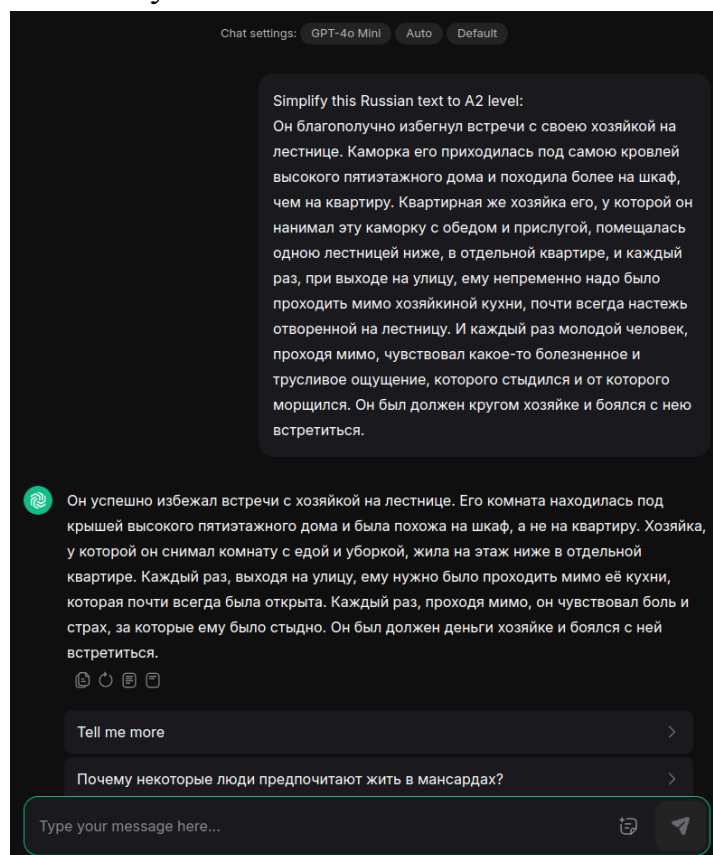 Chat settings: GPT-4o Mini Auto Default
Simplify this Russian text to A2 level:
Он благополучно избегнул встречи с своею хозяйкой на
лестнице. Каморка его приходилась под самою кровлей
высокого пятиэтажного дома и походила более на шкаф,
чем на квартиру. Квартирная же хозяйка его, у которой он
нанимал эту каморку с обедом и прислугой, помещалась
одною лестницей ниже, в отдельной квартире, и каждый
раз, при выходе на улицу, ему непременно надо было
проходить мимо хозяйкиной кухни, почти всегда настежь
отворенной на лестницу. И каждый раз молодой человек,
проходя мимо, чувствовал какое-то болезненное и
трусливое ощущение, которого стыдился и от которого
морщился. Он был должен кругом хозяйке и боялся с нею
встретиться.
Он успешно избежал встречи с хозяйкой на лестнице. Его комната находилась под
крышей высокого пятиэтажного дома и была похожа на шкаф, а не на квартиру. Хозяйка,
у которой он снимал комнату с едой и уборкой, жила на этаж ниже в отдельной
квартире. Каждый раз, выходя на улицу, ему нужно было проходить мимо её кухни,
которая почти всегда была открыта. Каждый раз, проходя мимо, он чувствовал боль и
страх, за которые ему было стыдно. Он был должен деньги хозяйке и боялся с ней
встретиться.
Tell me more
Почему некоторые люди предпочитают жить в мансардах?
Type your message here...